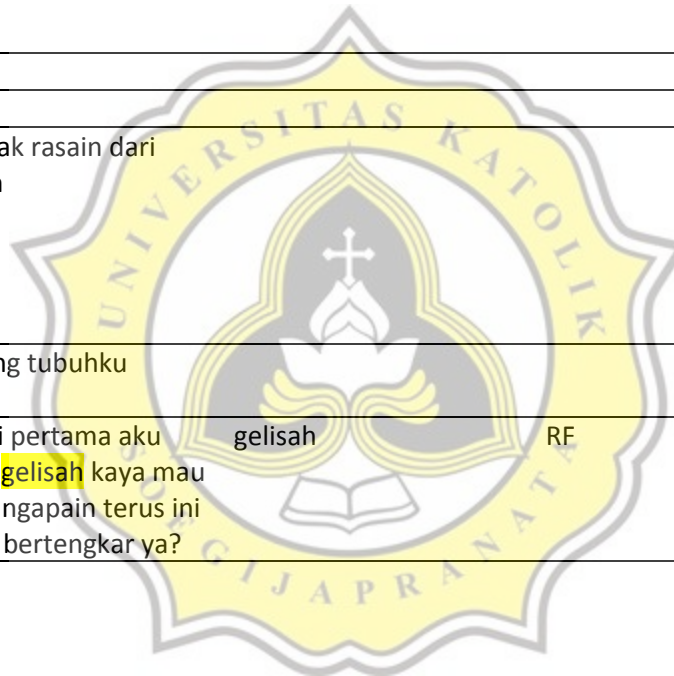 ak rasain dari
ng tubuhku
i pertama aku gelisah RF
gelisah kaya mau
ngapain terus ini
bertengkar ya?
UNIVERSITAS KATOLIK
SOEGIJAPRANATA